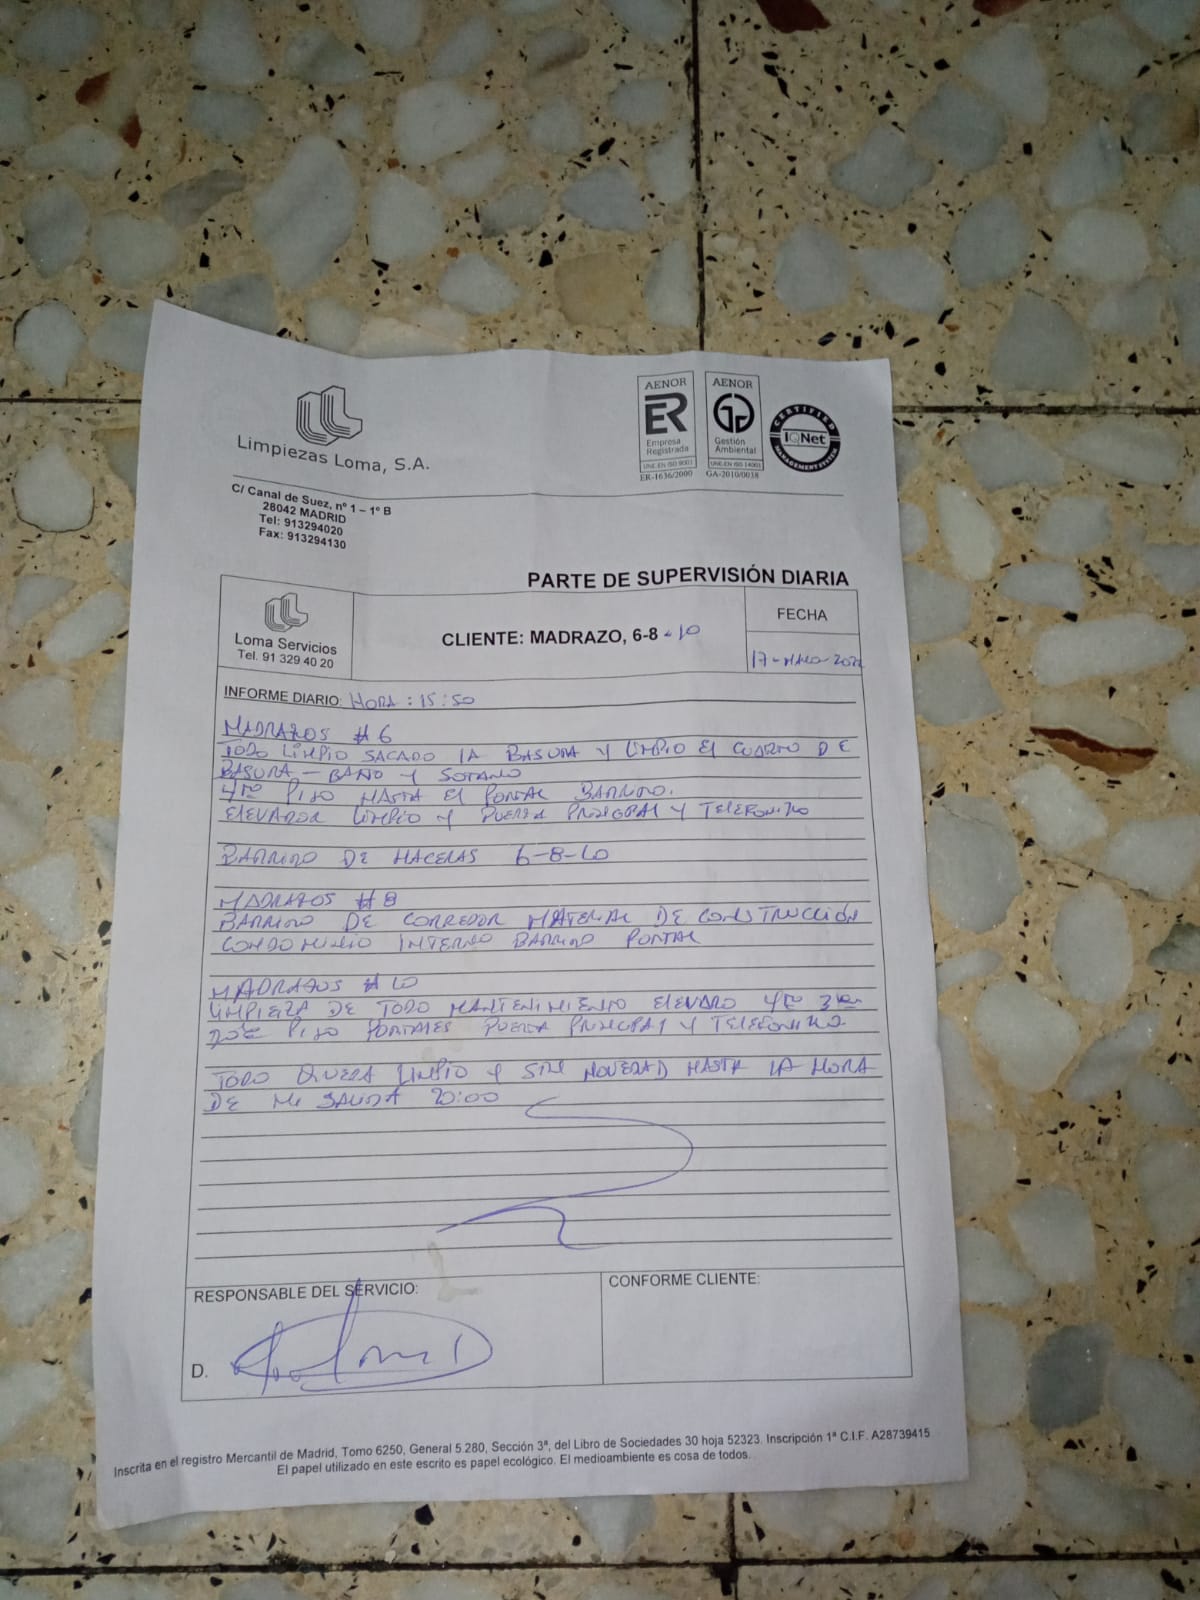 Limpiezas Loma, S.A.
AENOR
ER
Empresa
Registrada
UNE-EN ISO 9001
ER-1636/2000
AENOR
Gestión
Ambiental
UNE-EN ISO 14001
GA-2010/0038
CERTIFIED
IQNet
MANAGEMENT SYSTEM
C/ Canal de Suez, nº 1 – 1º B
28042 MADRID
Tel: 913294020
Fax: 913294130
PARTE DE SUPERVISIÓN DIARIA
Loma Servicios
Tel. 91 329 40 20
CLIENTE: MADRAZO, 6-8-10
FECHA
17-
INFORME DIARIO: HORA: 15:50
MADRAZOS #6
TODO LIMPIO SACADO LA BASURA Y LIMPIO EL CUARTO DE
BASURA – BAÑO Y SOTANO
4to PISO HASTA EL PORTAL BARRIDO.
ELEVADOR LIMPIO Y PUERTA PRINCIPAL Y TELEFONILLO
BARRIDO DE HACERAS 6-8-10
MADRAZOS #8
BARRIDO DE CORREDOR MATERIAL DE CONSTRUCCIÓN
CONDOMINIO INTERNO BARRIDO PORTAL
MADRAZOS #10
LIMPIEZA DE TODO MANTENIMIENTO ELEVADRO 4to 3er
PISO PORTALES PUERTA PRINCIPAL Y TELEFONILLO
TODO QUEDA LIMPIO Y SIN NOVEDAD HASTA LA HORA
DE MI SALIDA 20:00
RESPONSABLE DEL SERVICIO:
CONFORME CLIENTE:
D.
Inscrita en el registro Mercantil de Madrid, Tomo 6250, General 5.280, Sección 3ª, del Libro de Sociedades 30 hoja 52323. Inscripción 1ª C.I.F. A28739415
El papel utilizado en este escrito es papel ecológico. El medioambiente es cosa de todos.